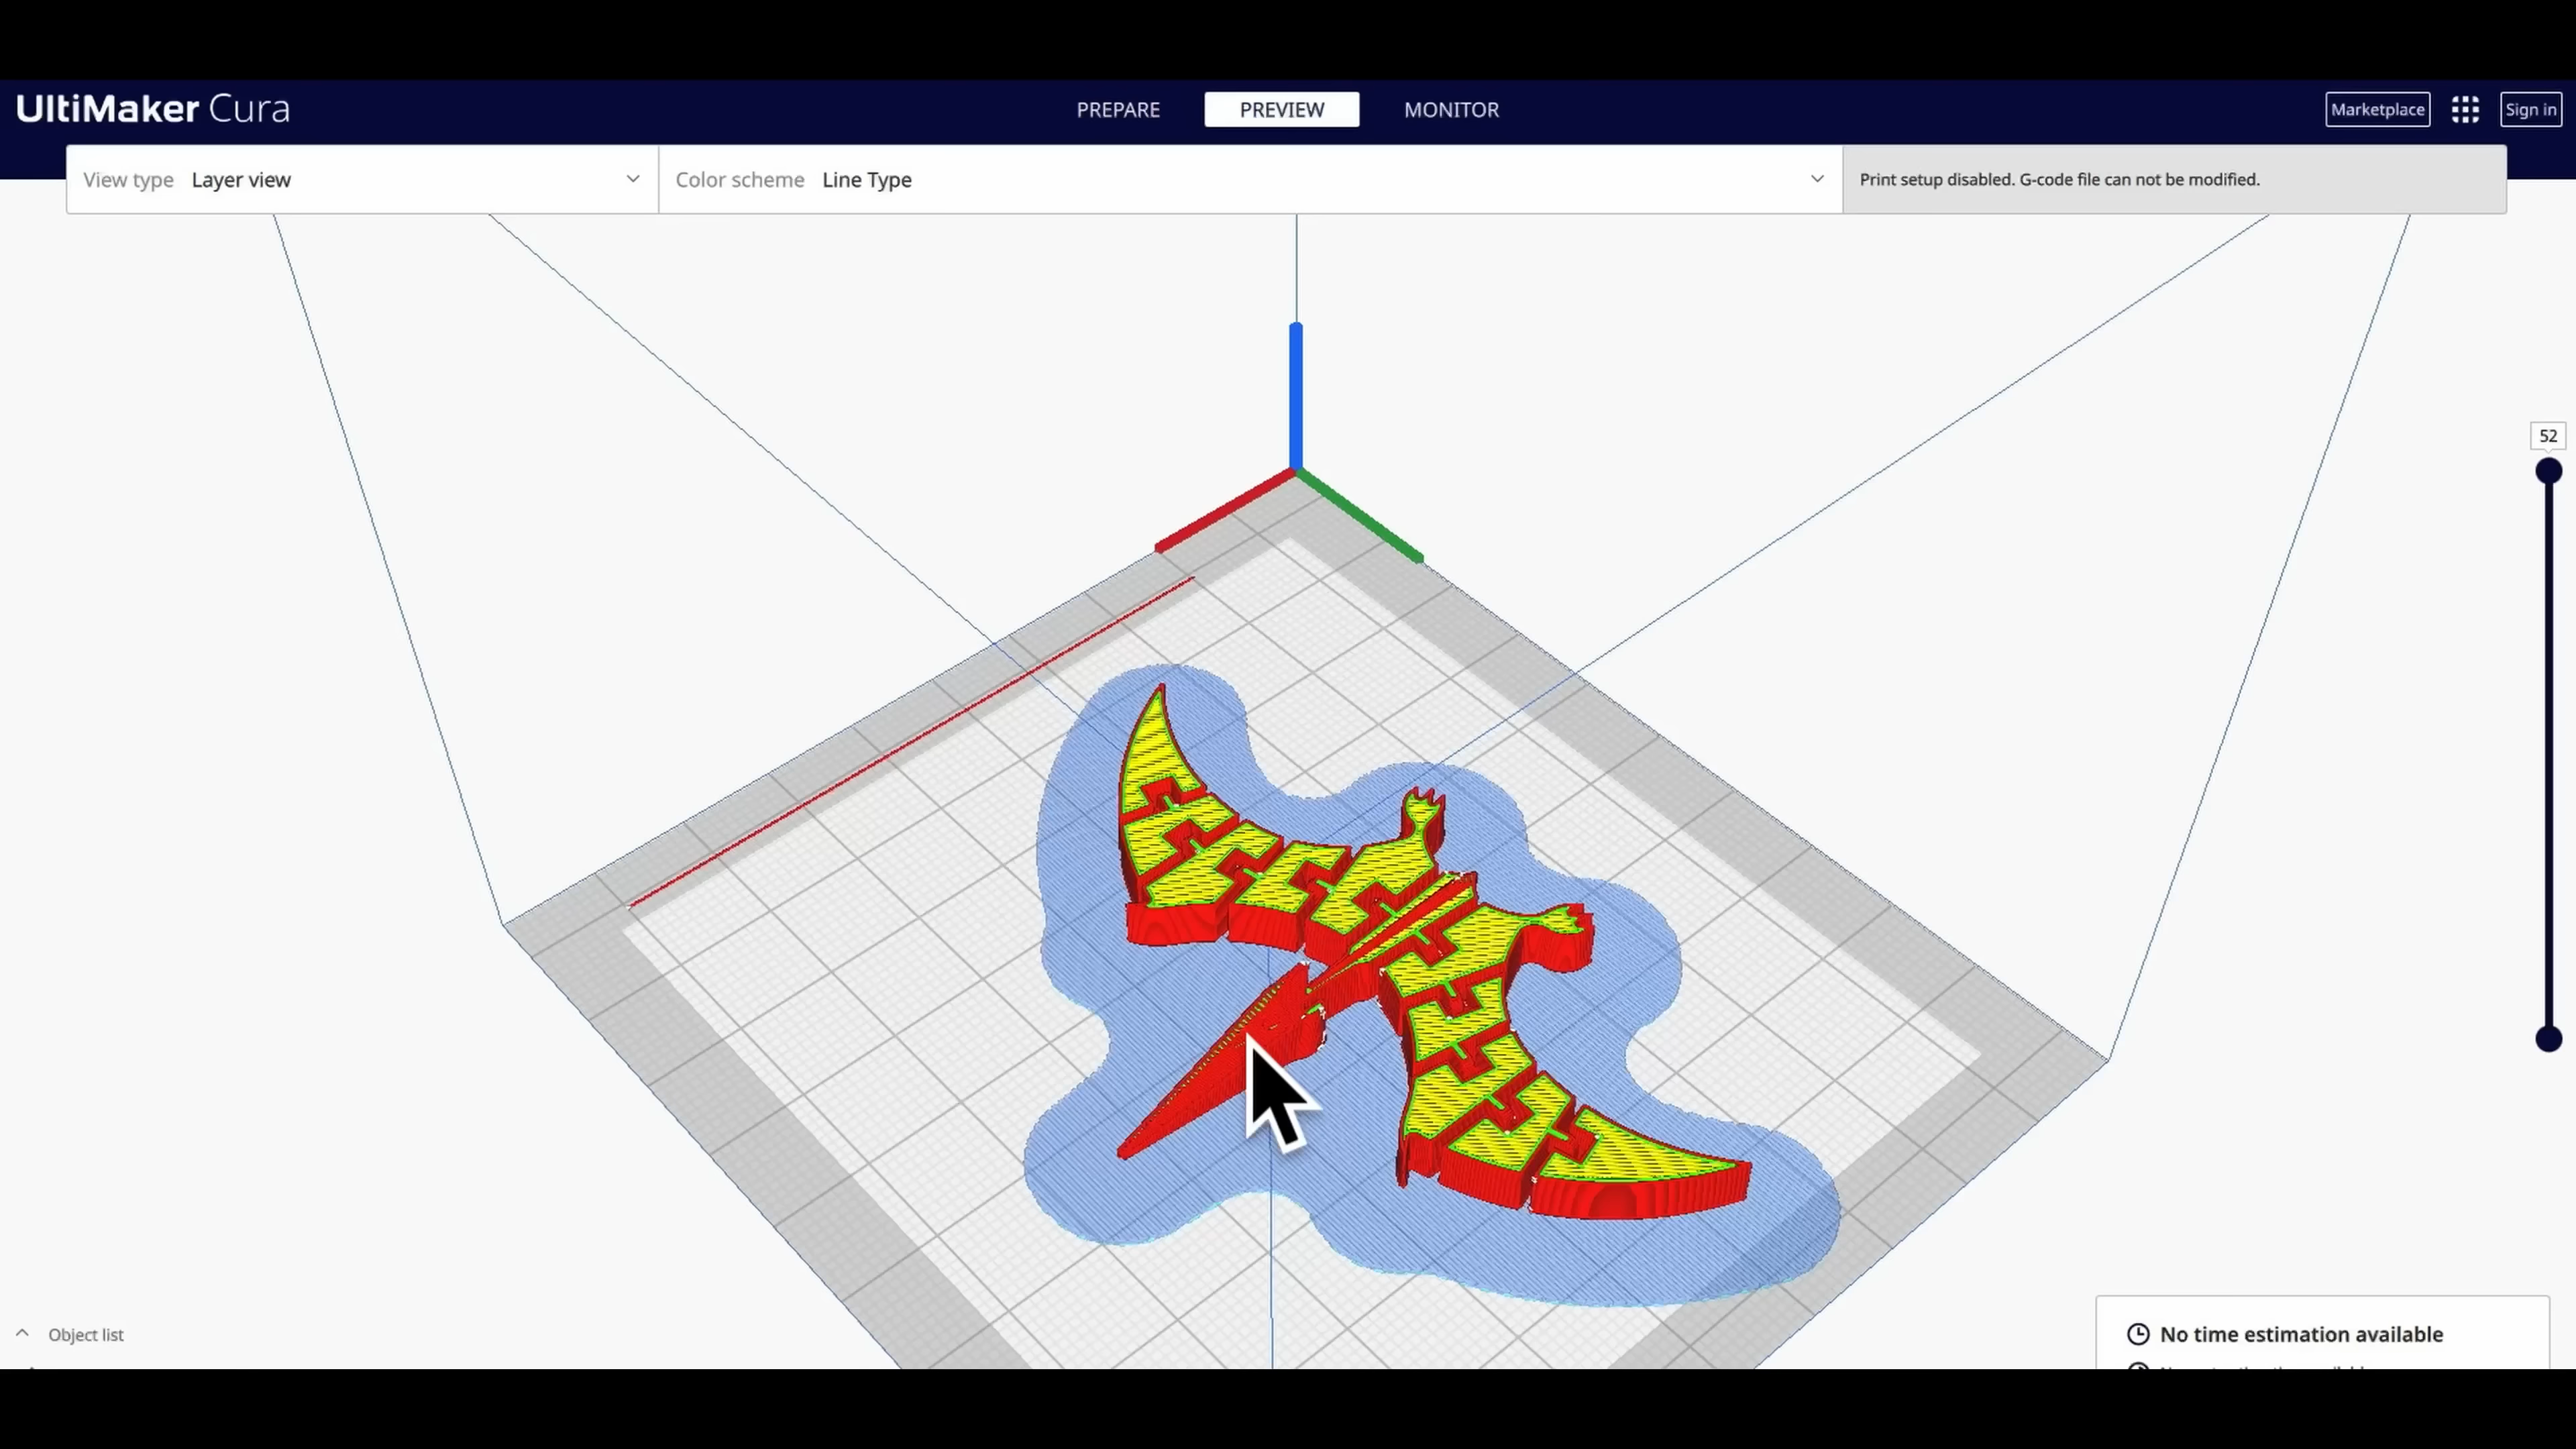 UltiMaker Cura
PREPARE
PREVIEW
MONITOR
Marketplace
Sign in
View type Layer view
Color scheme Line Type
Print setup disabled. G-code file can not be modified.
52
Object list
No time estimation available